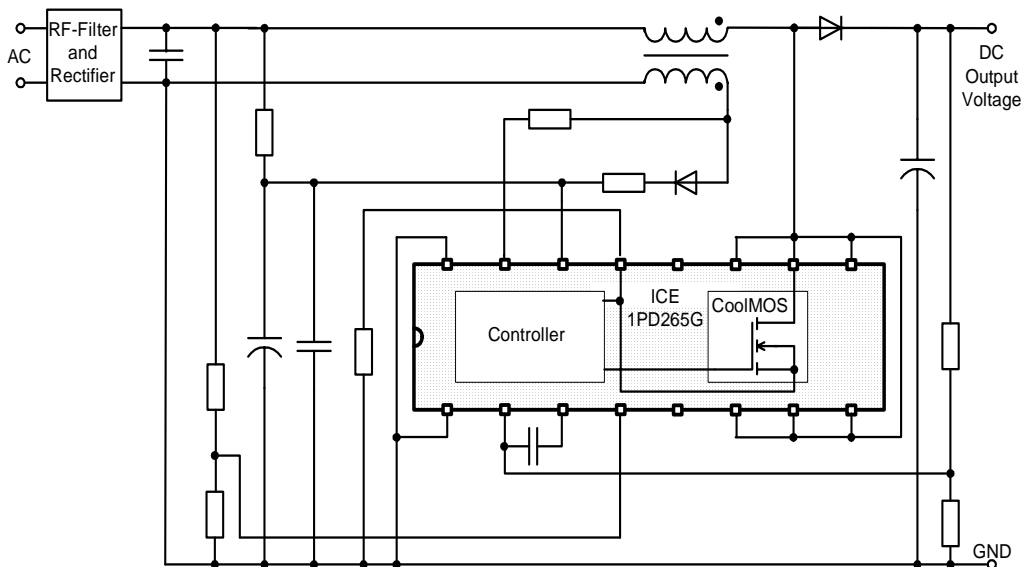 RF-Filter
and
Rectifier
AC
DC
Output
Voltage
ICE
1PD265G
CoolMOS
Controller
GND